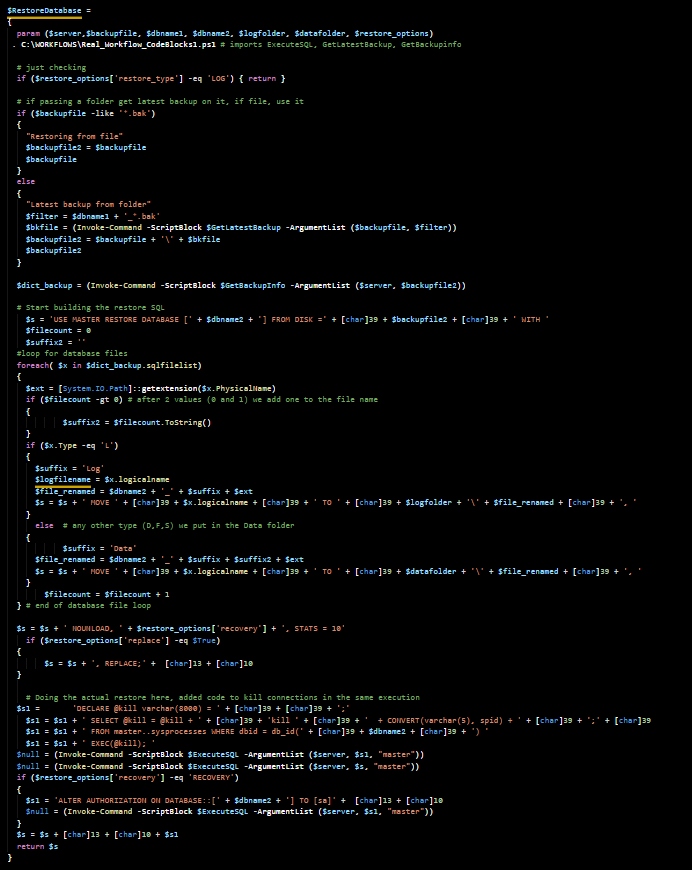 $RestoreDatabase =
{
param ($server,$backupfile, $dbname1, $dbname2, $logfolder, $datafolder, $restore_options)
. C:\WORKFLOWS\Real_Workflow_CodeBlocks1.ps1 # imports ExecuteSQL, GetLatestBackup, GetBackupinfo
# just checking
if ($restore_options['restore_type'] -eq 'LOG') { return }
# if passing a folder get latest backup on it, if file, use it
if ($backupfile -like '*.bak')
{
"Restoring from file"
$backupfile2 = $backupfile
$backupfile
}
else
{
"Latest backup from folder"
$filter = $dbname1 + '_*.bak'
$bkfile = (Invoke-Command -ScriptBlock $GetLatestBackup -ArgumentList ($backupfile, $filter))
$backupfile2 = $backupfile + '\' + $bkfile
$backupfile2
}
$dict_backup = (Invoke-Command -ScriptBlock $GetBackupInfo -ArgumentList ($server, $backupfile2))
# Start building the restore SQL
$s = 'USE MASTER RESTORE DATABASE [' + $dbname2 + '] FROM DISK =' + [char]39 + $backupfile2 + [char]39 + ' WITH '
$filecount = 0
$suffix2 = ''
#loop for database files
foreach( $x in $dict_backup.sqlfilelist)
{
$ext = [System.IO.Path]::getextension($x.PhysicalName)
if ($filecount -gt 0) # after 2 values (0 and 1) we add one to the file name
{
$suffix2 = $filecount.ToString()
}
if ($x.Type -eq 'L')
{
$suffix = 'Log'
$logfilename = $x.logicalname
$file_renamed = $dbname2 + '_' + $suffix + $ext
$s = $s + ' MOVE ' + [char]39 + $x.logicalname + [char]39 + ' TO ' + [char]39 + $logfolder + '\' + $file_renamed + [char]39 + ', '
}
else # any other type (D,F,S) we put in the Data folder
{
$suffix = 'Data'
$file_renamed = $dbname2 + '_' + $suffix + $suffix2 + $ext
$s = $s + ' MOVE ' + [char]39 + $x.logicalname + [char]39 + ' TO ' + [char]39 + $datafolder + '\' + $file_renamed + [char]39 + ', '
}
$filecount = $filecount + 1
} # end of database file loop
$s = $s + ' NOUNLOAD, ' + $restore_options['recovery'] + ', STATS = 10'
if ($restore_options['replace'] -eq $True)
{
$s = $s + ', REPLACE;' + [char]13 + [char]10
}
# Doing the actual restore here, added code to kill connections in the same execution
$s1 = 'DECLARE @kill varchar(8000) = ' + [char]39 + [char]39 + ';'
$s1 = $s1 + ' SELECT @kill = @kill + ' + [char]39 + 'kill ' + [char]39 + ' + CONVERT(varchar(5), spid) + ' + [char]39 + ';' + [char]39
$s1 = $s1 + ' FROM master..sysprocesses WHERE dbid = db_id(' + [char]39 + $dbname2 + [char]39 + ') '
$s1 = $s1 + ' EXEC(@kill); '
$null = (Invoke-Command -ScriptBlock $ExecuteSQL -ArgumentList ($server, $s1, "master"))
$null = (Invoke-Command -ScriptBlock $ExecuteSQL -ArgumentList ($server, $s, "master"))
if ($restore_options['recovery'] -eq 'RECOVERY')
{
$s1 = 'ALTER AUTHORIZATION ON DATABASE::[' + $dbname2 + '] TO [sa]' + [char]13 + [char]10
$null = (Invoke-Command -ScriptBlock $ExecuteSQL -ArgumentList ($server, $s1, "master"))
}
$s = $s + [char]13 + [char]10 + $s1
return $s
}